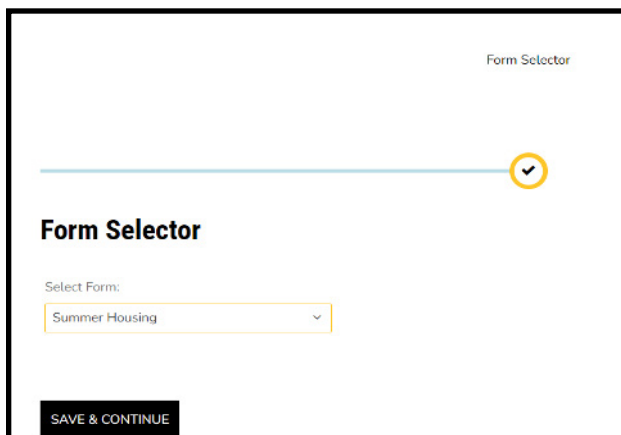 Form Selector
Form Selector
Select Form:
Summer Housing
SAVE & CONTINUE